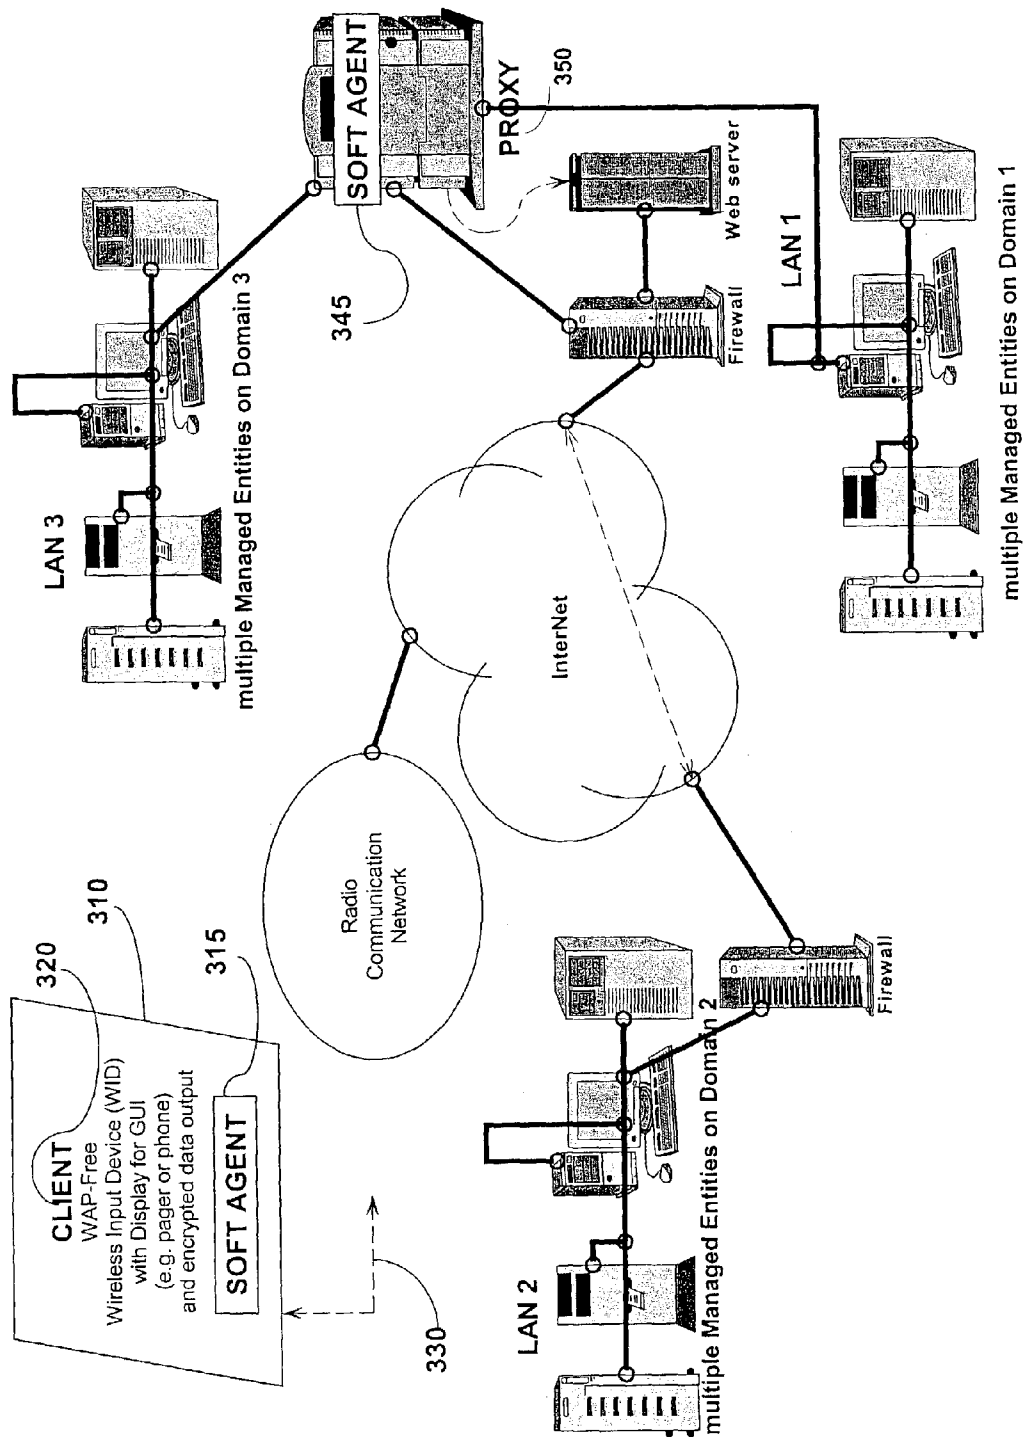 CLIENT
WAP-Free
Wireless Input Device (WID)
with Display for GUI
(e.g. pager or phone)
and encrypted data output
SOFT AGENT
320
310
315
330
Radio
Communication
Network
InterNet
LAN 3
multiple Managed Entities on Domain 3
SOFT AGENT
345
PROXY
350
Web server
Firewall
LAN 1
multiple Managed Entities on Domain 1
LAN 2
multiple Managed Entities on Domain 2
Firewall